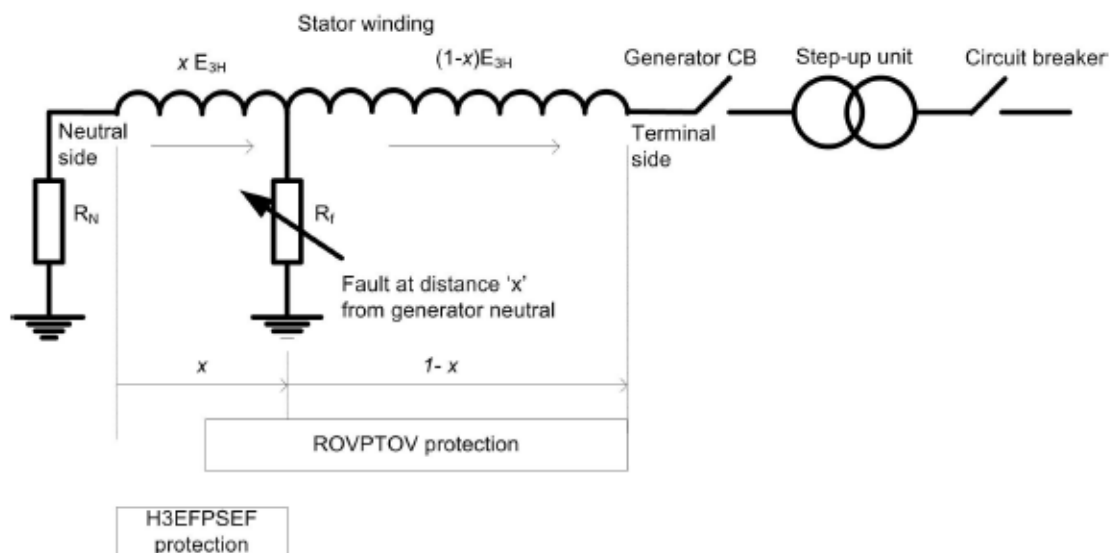 Stator winding
x E3H
(1-x)E3H
Generator CB
Step-up unit
Circuit breaker
Neutral
side
Terminal
side
RN
Rf
Fault at distance 'x'
from generator neutral
x
1- x
ROVPTOV protection
H3EFPSEF
protection